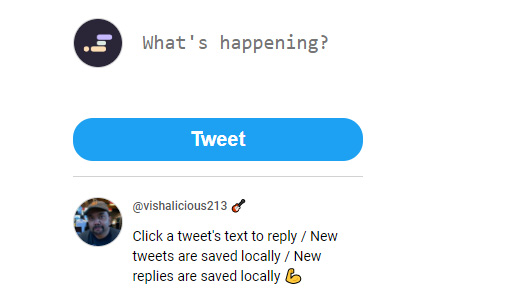 What's happening?
Tweet
@vishalicious213 🎸
Click a tweet's text to reply / New
tweets are saved locally / New
replies are saved locally 💪